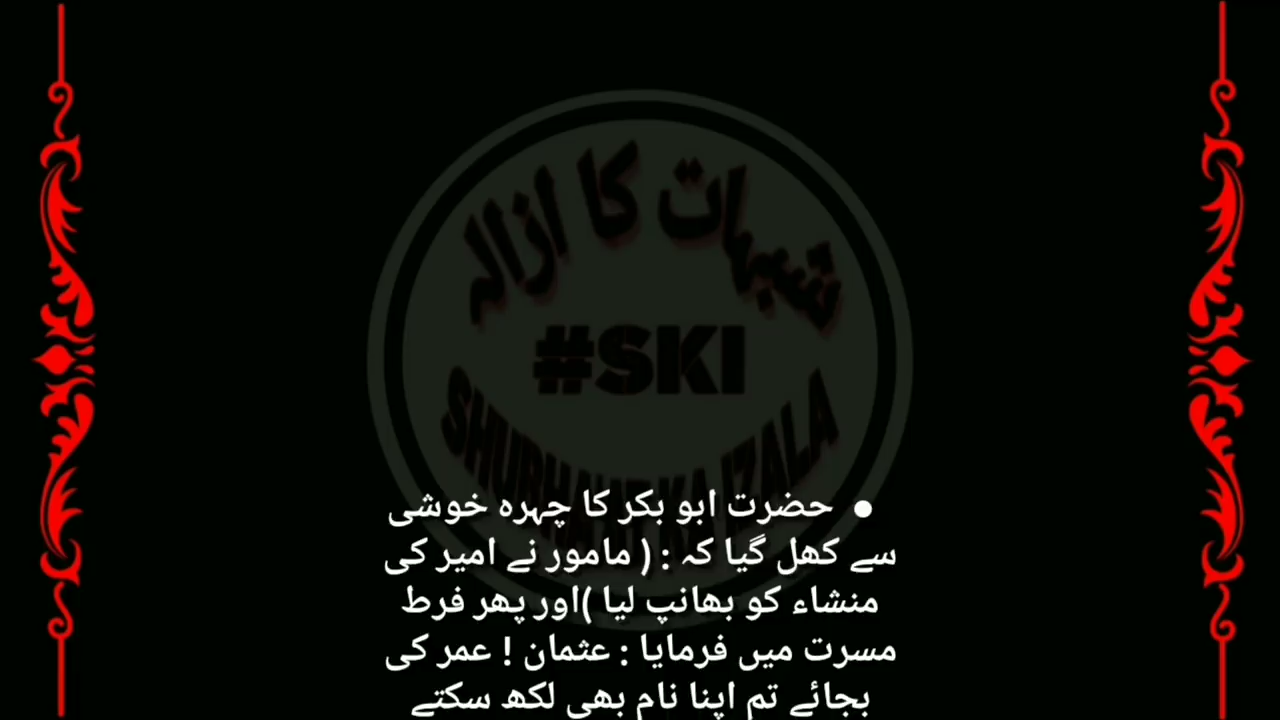 شبہات کا ازالہ
#SKI
SHUBHAAT KA IZALA
• حضرت ابو بکر کا چہرہ خوشی
سے کھل گیا کہ : ( مامور نے امیر کی
منشاء کو بھانپ لیا )اور پھر فرط
مسرت میں فرمایا : عثمان ! عمر کی
بجائے تم اپنا نام بھی لکھ سکتے